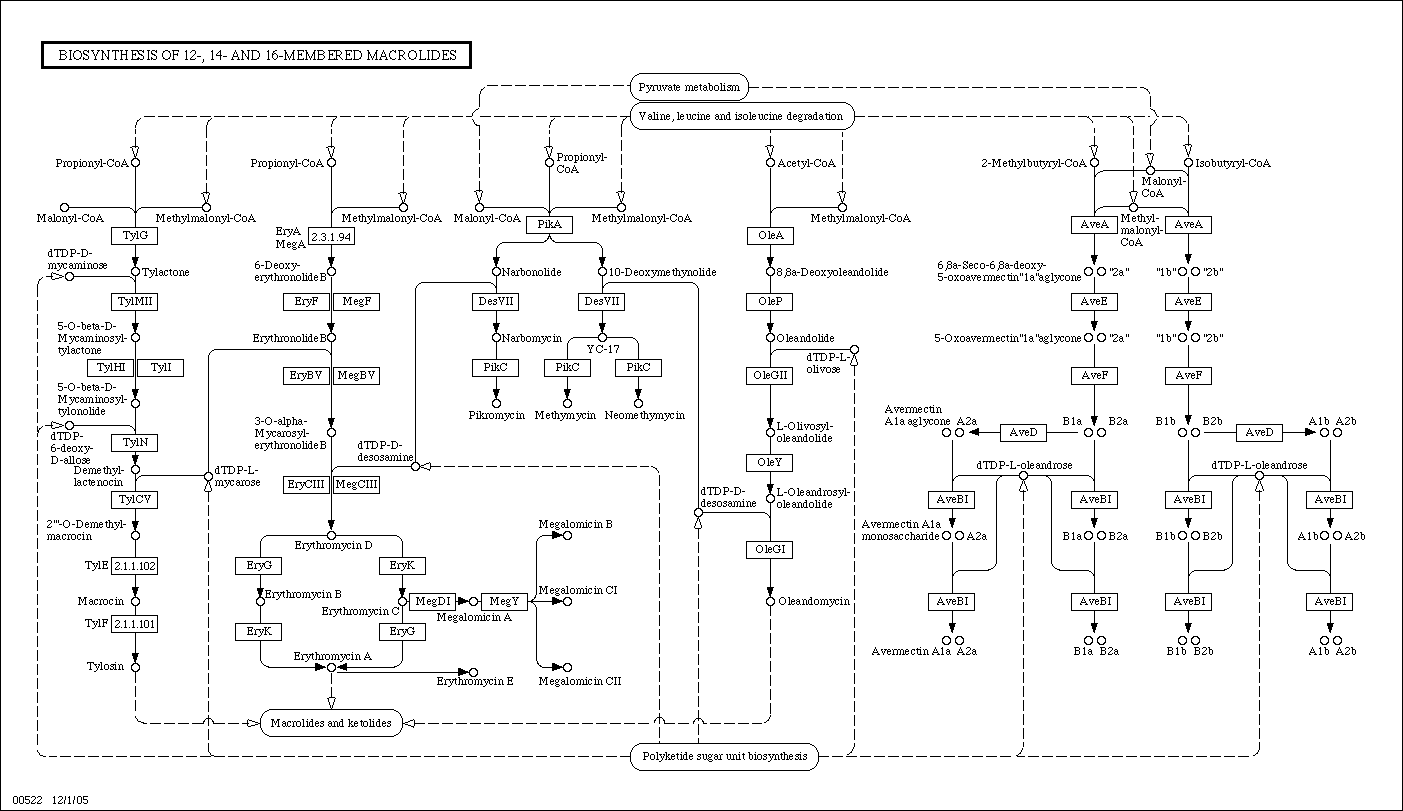 BIOSYNTHESIS OF 12-, 14- AND 16-MEMBERED MACROLIDES
Pyruvate metabolism
Valine, leucine and isoleucine degradation
Propionyl-CoA
Propionyl-CoA
Propionyl-
CoA
Acetyl-CoA
2-Methylbutyryl-CoA
Isobutyryl-CoA
Malonyl-
CoA
Malonyl-CoA
Methylmalonyl-CoA
Methylmalonyl-CoA
Malonyl-CoA
Methylmalonyl-CoA
Methylmalonyl-CoA
Methyl-
malonyl-
CoA
TylG
EryA
MegA
2.3.1.94
PikA
OleA
AveA
AveA
dTDP-D-
mycaminose
Tylactone
6-Deoxy-
erythronolide B
Narbonolide
10-Deoxymethynolide
8,8a-Deoxyoleandolide
6,8a-Seco-6,8a-deoxy-
5-oxoavermectin"1a"aglycone
"2a"
"1b"
"2b"
TylMII
EryF
MegF
DesVII
DesVII
OleP
AveE
AveE
5-O-beta-D-
Mycaminosyl-
tylactone
Erythronolide B
Narbomycin
YC-17
Oleandolide
5-Oxoavermectin"1a"aglycone
"2a"
"1b"
"2b"
dTDP-L-
olivose
TylHI
TylI
EryBV
MegBV
PikC
PikC
PikC
OleGII
AveF
AveF
5-O-beta-D-
Mycaminosyl-
tylonolide
Pikromycin
Methymycin
Neomethymycin
3-O-alpha-
Mycarosyl-
erythronolide B
L-Olivosyl-
oleandolide
Avermectin
A1a aglycone
A2a
AveD
B1a
B2a
B1b
B2b
AveD
A1b
A2b
dTDP-
6-deoxy-
D-allose
TylN
dTDP-D-
desosamine
OleY
Demethyl-
lactenocin
dTDP-L-
mycarose
dTDP-L-oleandrose
dTDP-L-oleandrose
TylCV
EryCIII
MegCIII
dTDP-D-
desosamine
L-Oleandrosyl-
oleandolide
AveBI
AveBI
AveBI
AveBI
2'''-O-Demethyl-
macrocin
Erythromycin D
Megalomicin B
OleGI
Avermectin A1a
monosaccharide
A2a
B1a
B2a
B1b
B2b
A1b
A2b
TylE
2.1.1.102
EryG
EryK
Macrocin
Erythromycin B
Erythromycin C
MegDI
Megalomicin A
MegY
Megalomicin CI
Oleandomycin
AveBI
AveBI
AveBI
AveBI
TylF
2.1.1.101
EryK
EryG
Tylosin
Erythromycin A
Erythromycin E
Megalomicin CII
Avermectin A1a
A2a
B1a
B2a
B1b
B2b
A1b
A2b
Macrolides and ketolides
Polyketide sugar unit biosynthesis
00522 12/1/05